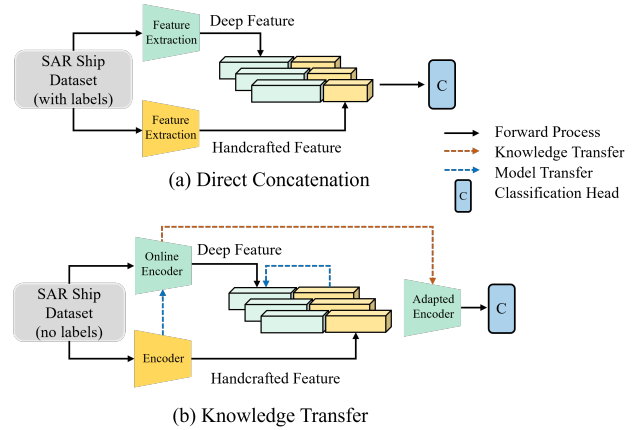 SAR Ship
Dataset
(with labels)
Feature
Extraction
Deep Feature
Feature
Extraction
Handcrafted Feature
C
(a) Direct Concatenation
Forward Process
Knowledge Transfer
Model Transfer
C
Classification Head
SAR Ship
Dataset
(no labels)
Online
Encoder
Deep Feature
Encoder
Handcrafted Feature
Adapted
Encoder
C
(b) Knowledge Transfer